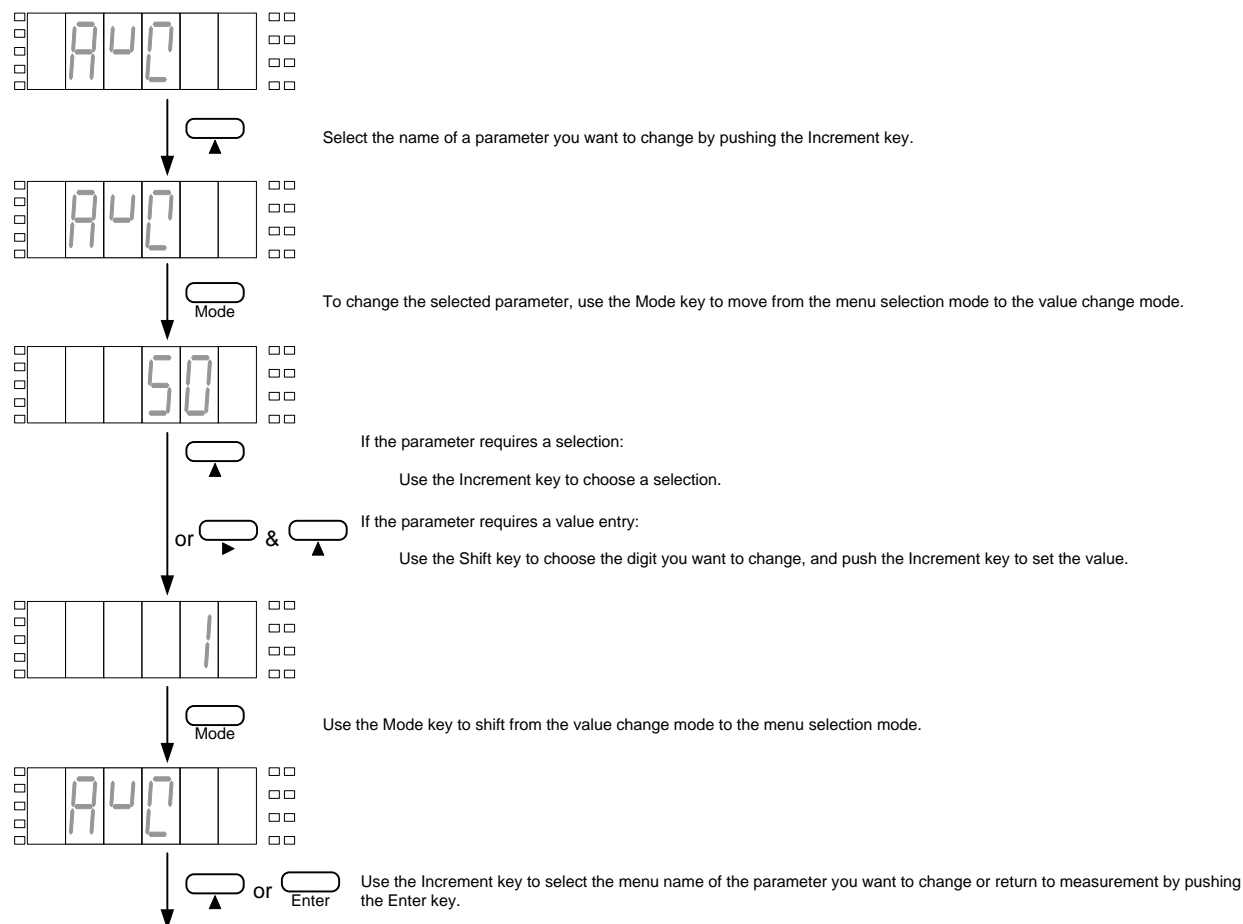 Select the name of a parameter you want to change by pushing the Increment key.
Mode
To change the selected parameter, use the Mode key to move from the menu selection mode to the value change mode.
50
If the parameter requires a selection:
Use the Increment key to choose a selection.
or & If the parameter requires a value entry:
Use the Shift key to choose the digit you want to change, and push the Increment key to set the value.
1
Mode
Use the Mode key to shift from the value change mode to the menu selection mode.
or Enter
Use the Increment key to select the menu name of the parameter you want to change or return to measurement by pushing
the Enter key.